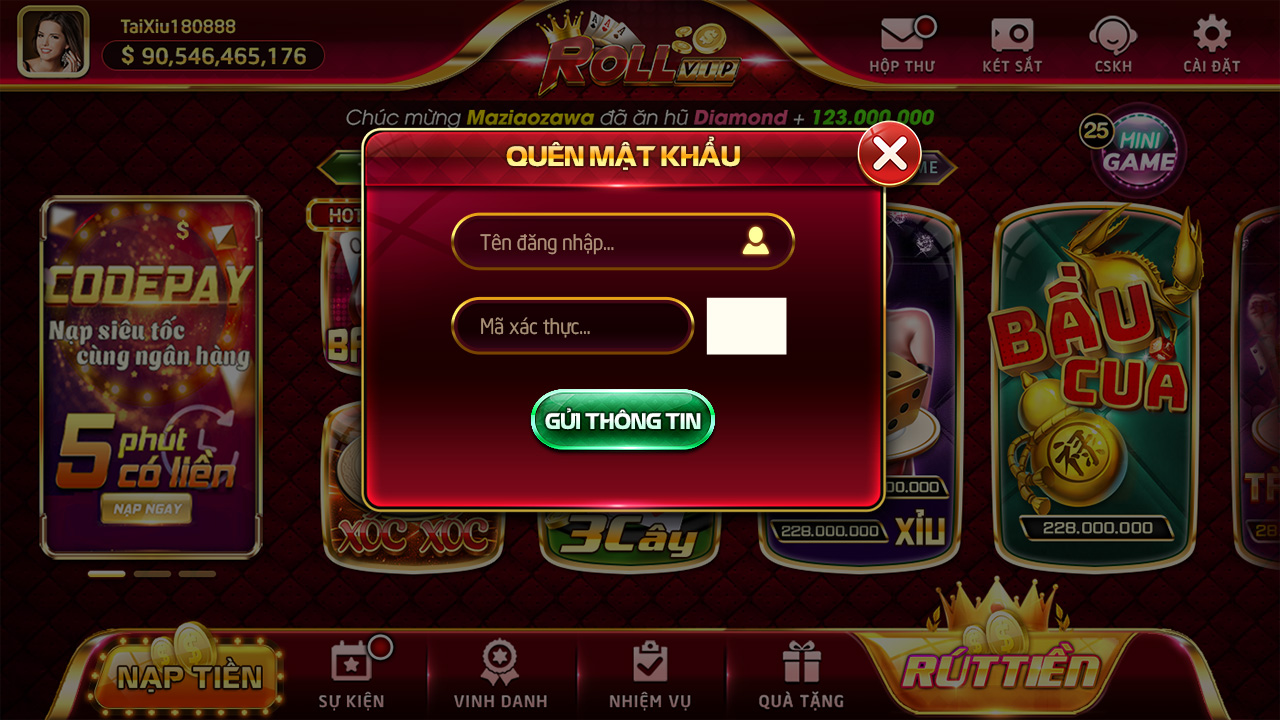 TaiXiu180888
$ 90,546,465,176
ROLL VIP
HỘP THƯ
KÉT SẮT
CSKH
CÀI ĐẶT
Chúc mừng Maziaozawa đã ăn hũ Diamond + 123.000.000
25
MINI
GAME
QUÊN MẬT KHẨU
Tên đăng nhập...
Mã xác thực...
GỬI THÔNG TIN
HOT
$
CODEPAY
Nạp siêu tốc
cùng ngân hàng
5 phút
có liền
NẠP NGAY
XÓC XÓC
3Cây
228.000.000
XỈU
BẦU
CUA
228.000.000
NẠP TIỀN
SỰ KIỆN
VINH DANH
NHIỆM VỤ
QUÀ TẶNG
RÚT TIỀN